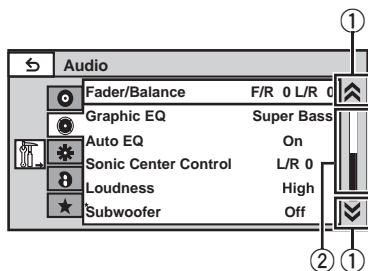 ①
Audio
Fader/Balance F/R 0 L/R 0
Graphic EQ Super Bass
Auto EQ On
Sonic Center Control L/R 0
Loudness High
Subwoofer Off
② ①